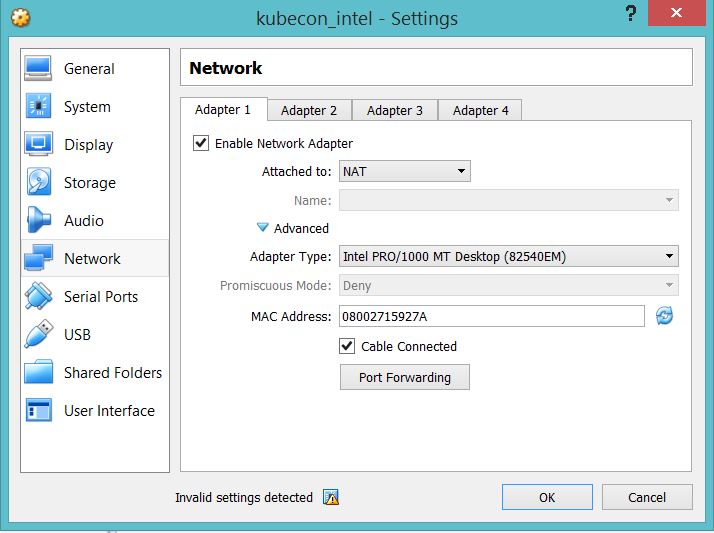 kubecon_intel - Settings
?
General
System
Display
Storage
Audio
Network
Serial Ports
USB
Shared Folders
User Interface
Network
Adapter 1 Adapter 2 Adapter 3 Adapter 4
Enable Network Adapter
Attached to: NAT
Name:
Advanced
Adapter Type: Intel PRO/1000 MT Desktop (82540EM)
Promiscuous Mode: Deny
MAC Address: 08002715927A
Cable Connected
Port Forwarding
Invalid settings detected
OK Cancel